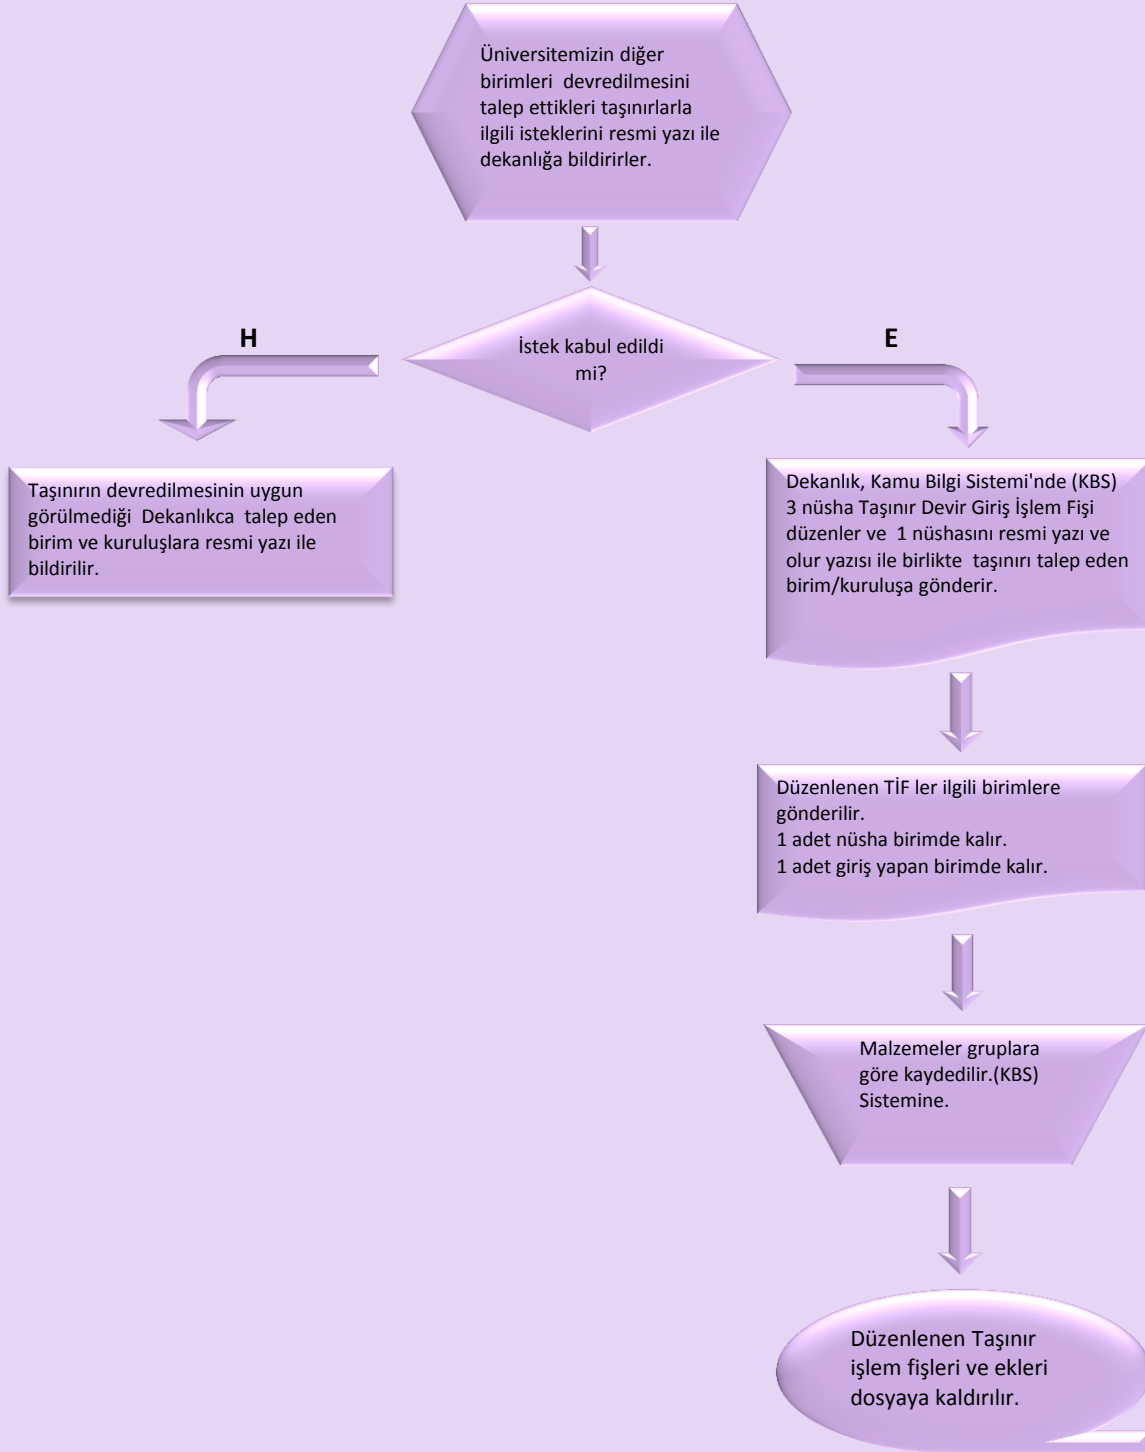 Üniversitemizin diğer
birimleri devredilmesini
talep ettikleri taşınırlarla
ilgili isteklerini resmi yazı ile
dekanlığa bildirirler.
H
İstek kabul edildi
mi?
E
Taşınırın devredilmesinin uygun
görülmediği Dekanlıkca talep eden
birim ve kuruluşlara resmi yazı ile
bildirilir.
Dekanlık, Kamu Bilgi Sistemi'nde (KBS)
3 nüsha Taşınır Devir Giriş İşlem Fişi
düzenler ve 1 nüshasını resmi yazı ve
olur yazısı ile birlikte taşınırı talep eden
birim/kuruluşa gönderir.
Düzenlenen TİF ler ilgili birimlere
gönderilir.
1 adet nüsha birimde kalır.
1 adet giriş yapan birimde kalır.
Malzemeler gruplara
göre kaydedilir.(KBS)
Sistemine.
Düzenlenen Taşınır
işlem fişleri ve ekleri
dosyaya kaldırılır.